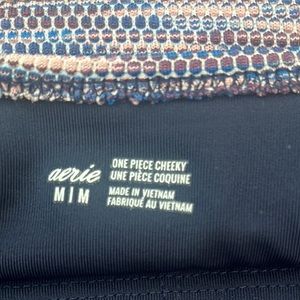 aerie
M | M
ONE PIECE CHEEKY
UNE PIÈCE COQUINE
MADE IN VIETNAM
FABRIQUÉ AU VIETNAM